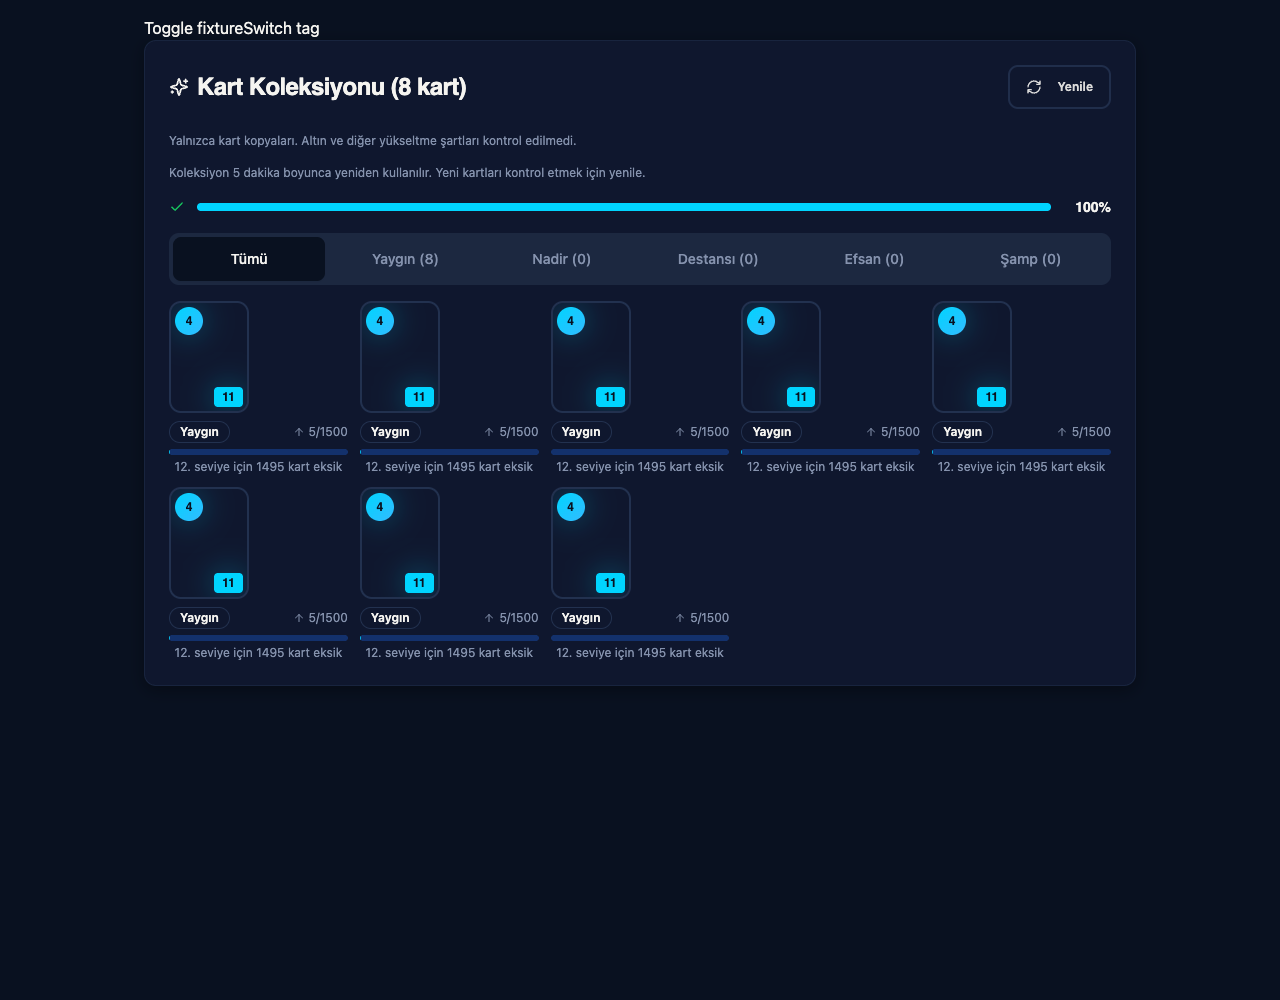 Toggle fixtureSwitch tag
Kart Koleksiyonu (8 kart)
Yenile
Yalnızca kart kopyaları. Altın ve diğer yükseltme şartları kontrol edilmedi.
Koleksiyon 5 dakika boyunca yeniden kullanılır. Yeni kartları kontrol etmek için yenile.
100%
Tümü Yaygın (8) Nadir (0) Destansı (0) Efsan (0) Şamp (0)
4 4 4 4 4
11 11 11 11 11
Yaygın 5/1500 Yaygın 5/1500 Yaygın 5/1500 Yaygın 5/1500 Yaygın 5/1500
12. seviye için 1495 kart eksik 12. seviye için 1495 kart eksik 12. seviye için 1495 kart eksik 12. seviye için 1495 kart eksik 12. seviye için 1495 kart eksik
4 4 4
11 11 11
Yaygın 5/1500 Yaygın 5/1500 Yaygın 5/1500
12. seviye için 1495 kart eksik 12. seviye için 1495 kart eksik 12. seviye için 1495 kart eksik